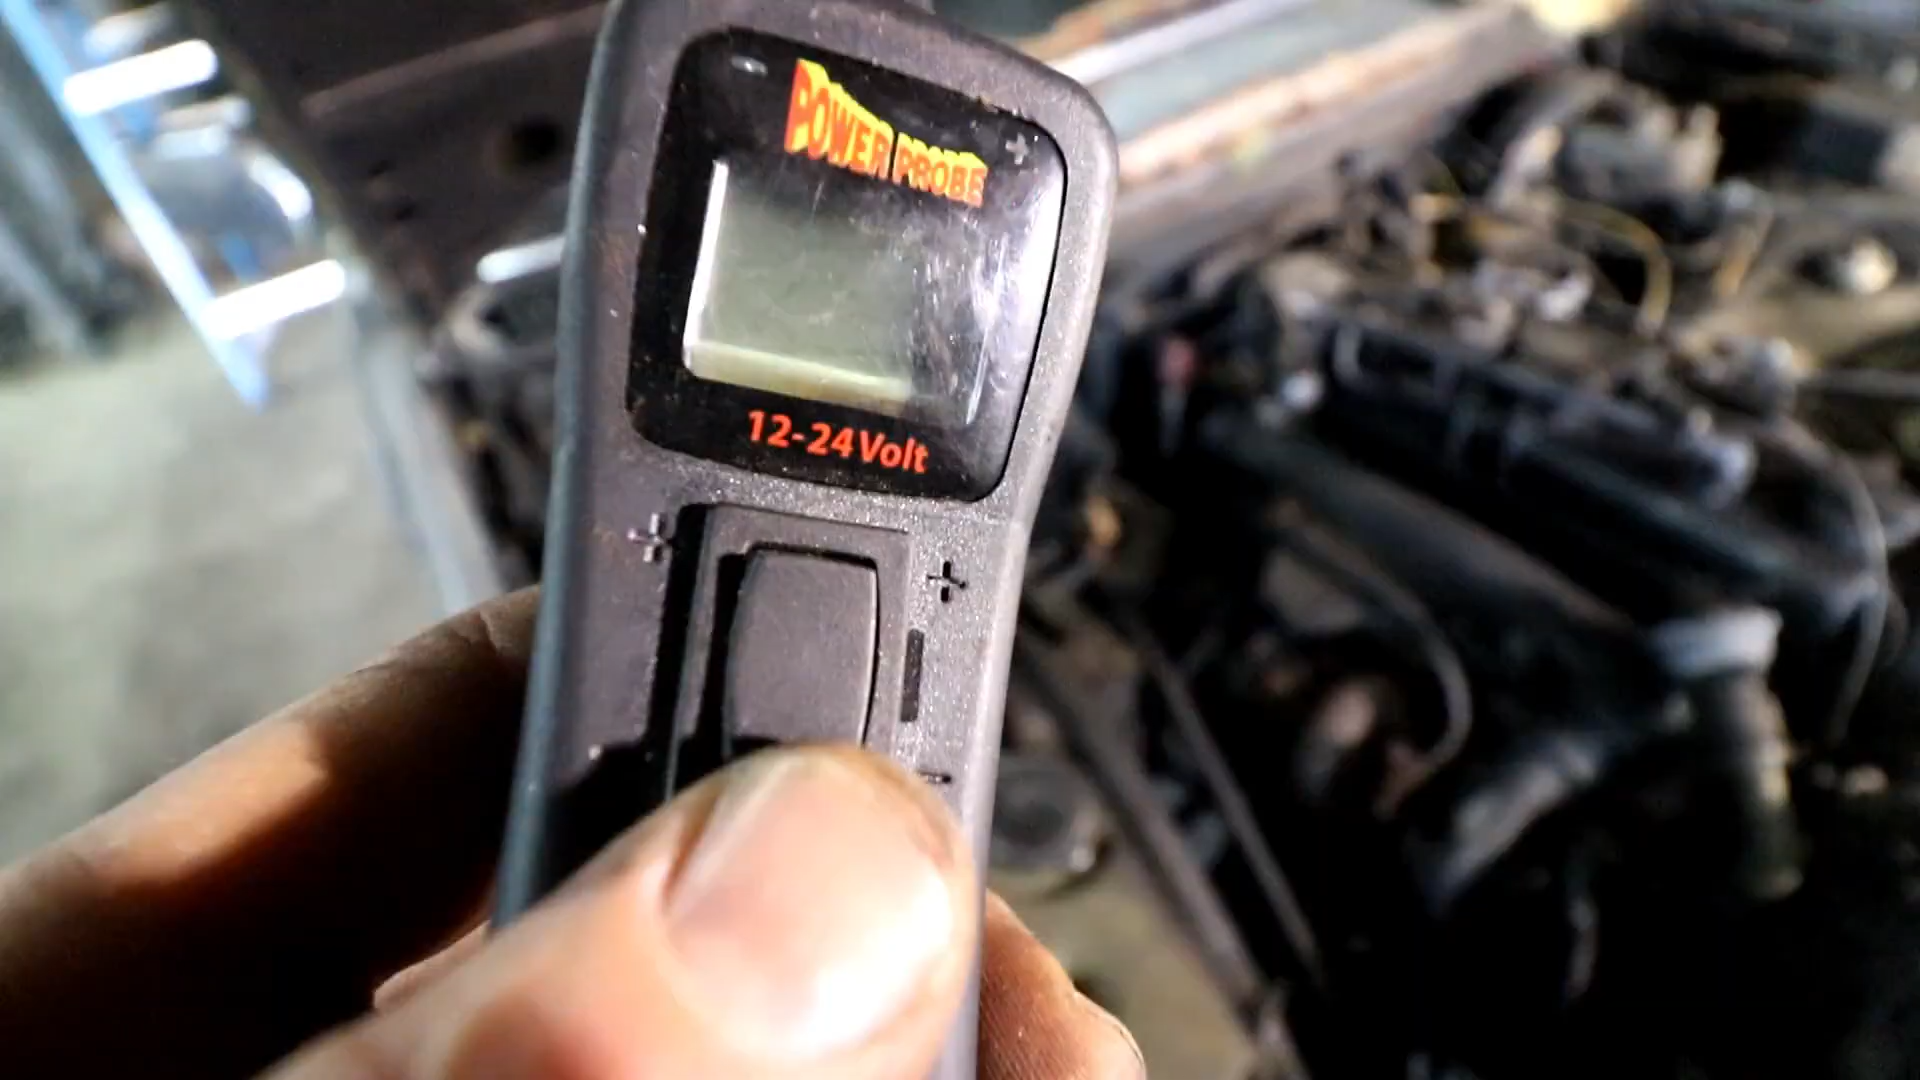 - +
POWER PROBE
12-24Volt
+
-